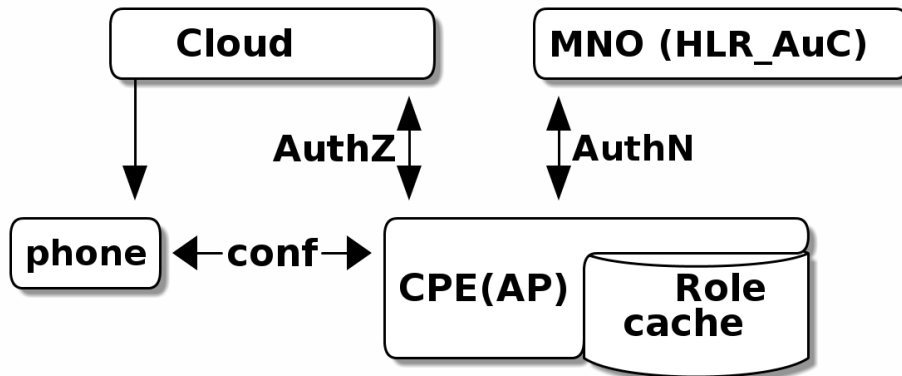 Cloud
MNO (HLR_AuC)
AuthZ
AuthN
phone
conf
CPE(AP)
Role
cache